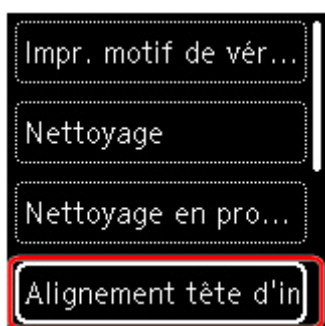 Impr. motif de vér...
Nettoyage
Nettoyage en pro...
Alignement tête d'in